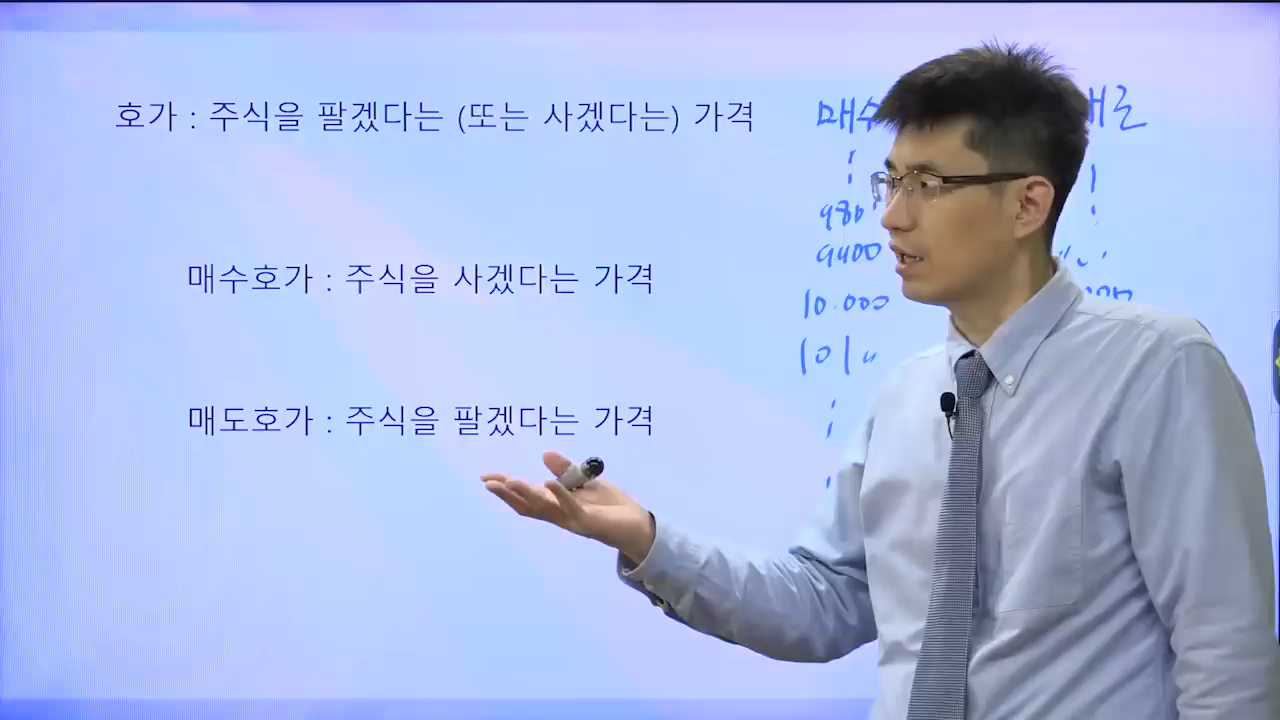 호가 : 주식을 팔겠다는 (또는 사겠다는) 가격
매수
매수호가 : 주식을 사겠다는 가격
매도호가 : 주식을 팔겠다는 가격
9400
10.000